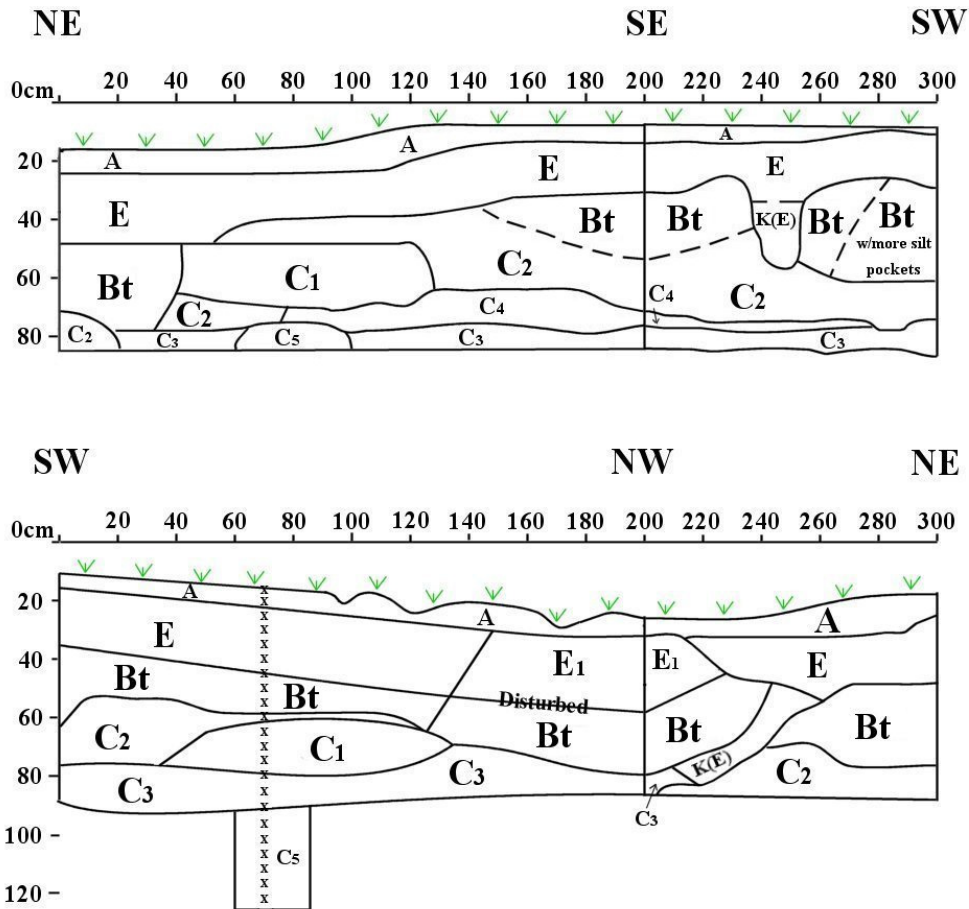 NE SE SW
0cm 20 40 60 80 100 120 140 160 180 200 220 240 260 280 300
A A A
20
E E
E
40
Bt Bt K(E) Bt Bt
w/more silt
pockets
C1 C2
60
Bt C2
C4 C4
C2
80
C2 C3 C5 C3 C3
SW NW NE
0cm 20 40 60 80 100 120 140 160 180 200 220 240 260 280 300
20
A A A
E E1 E1 E
40
Bt Bt Disturbed
60
C2 C1 Bt Bt Bt
K(E) C2
80
C3 C3
C3
100
C5
120
x x x x x x x x x x x x x x x x x x x x x x x x x